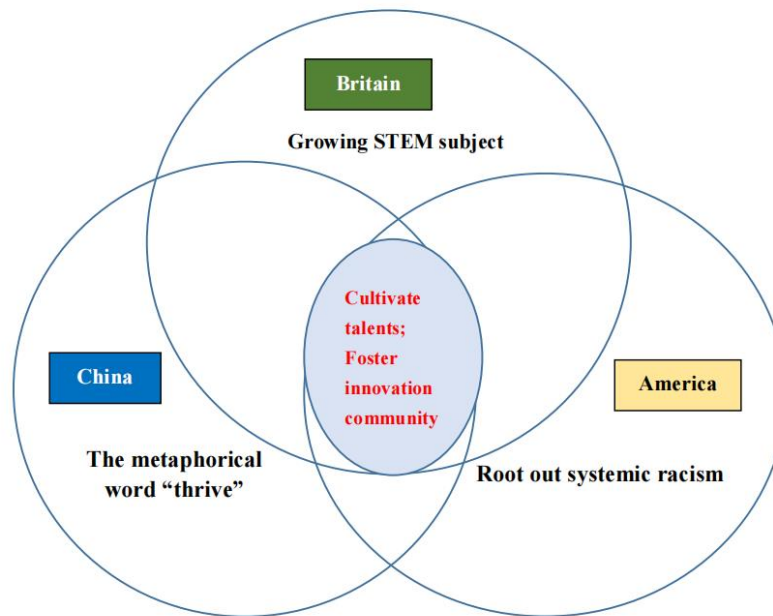 Britain
Growing STEM subject
Cultivate
talents;
Foster
innovation
community
China
America
The metaphorical
word “thrive”
Root out systemic racism